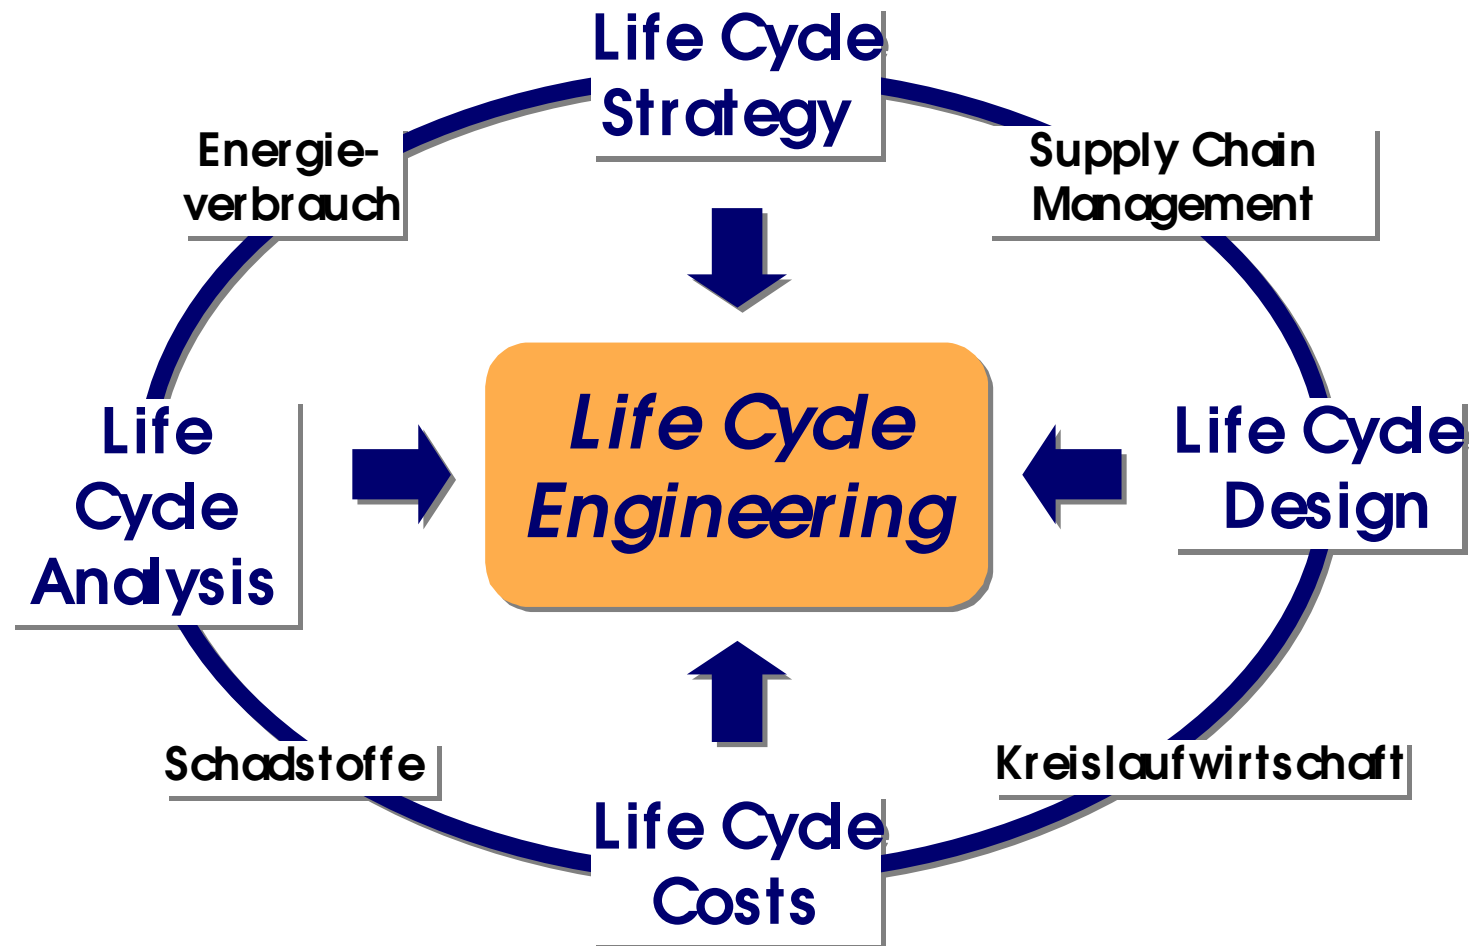 Life Cycle
Strategy
Energie-
verbrauch
Supply Chain
Management
Life
Cycle
Analysis
Life Cycle
Engineering
Life Cycle
Design
Schadstoffe
Kreislaufwirtschaft
Life Cycle
Costs